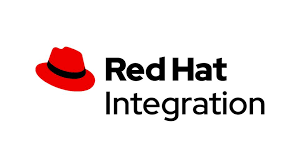 Red Hat
Integration